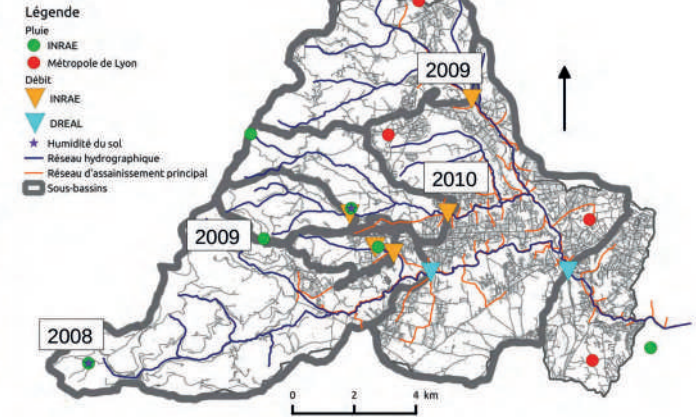 Légende
Pluie
INRAE
Métropole de Lyon
Débit
INRAE
DREAL
Humidité du sol
Réseau hydrographique
Réseau d'assainissement principal
Sous-bassins
2009
2010
2009
2008
0 2 4 km